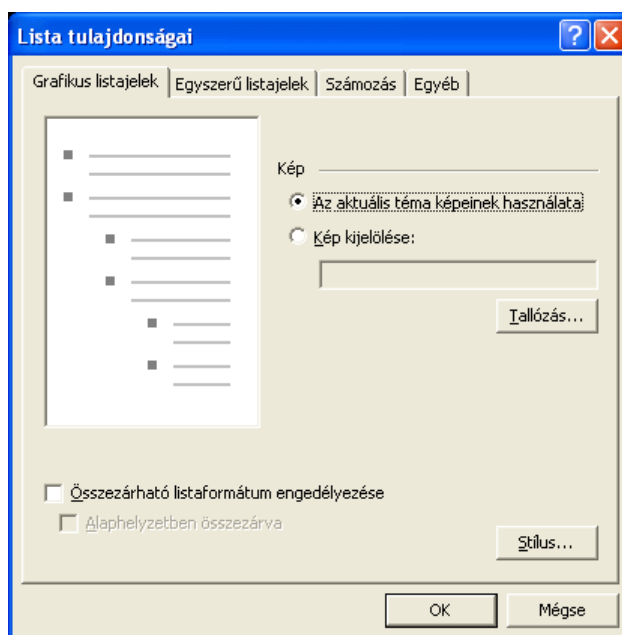 Lista tulajdonságai
Grafikus listajelek Egyszerű listajelek Számozás Egyéb
Kép
Az aktuális téma képeinek használata
Kép kijelölése:
Tallózás...
Összezárható listaformátum engedélyezése
Alaphelyzetben összezárva
Stílus...
OK Mégse